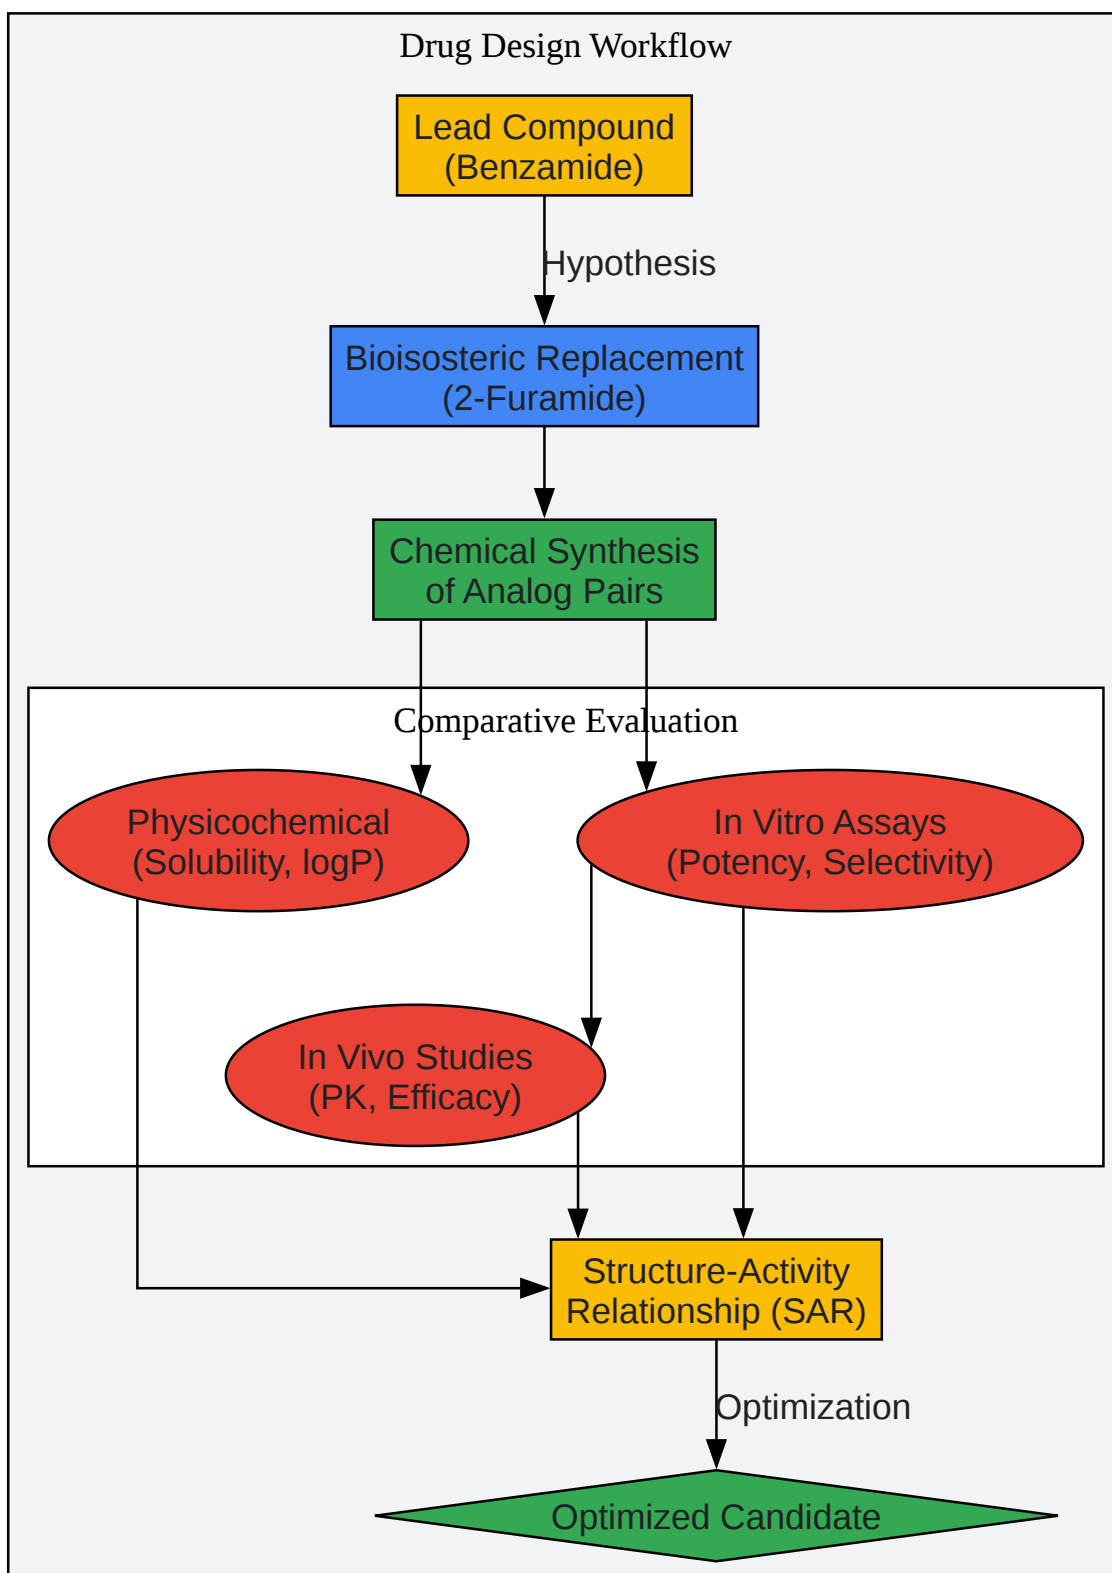 Drug Design Workflow
Lead Compound
(Benzamide)
Hypothesis
Bioisosteric Replacement
(2-Furamide)
Chemical Synthesis
of Analog Pairs
Comparative Evaluation
Physicochemical
(Solubility, logP)
In Vitro Assays
(Potency, Selectivity)
In Vivo Studies
(PK, Efficacy)
Structure-Activity
Relationship (SAR)
Optimization
Optimized Candidate